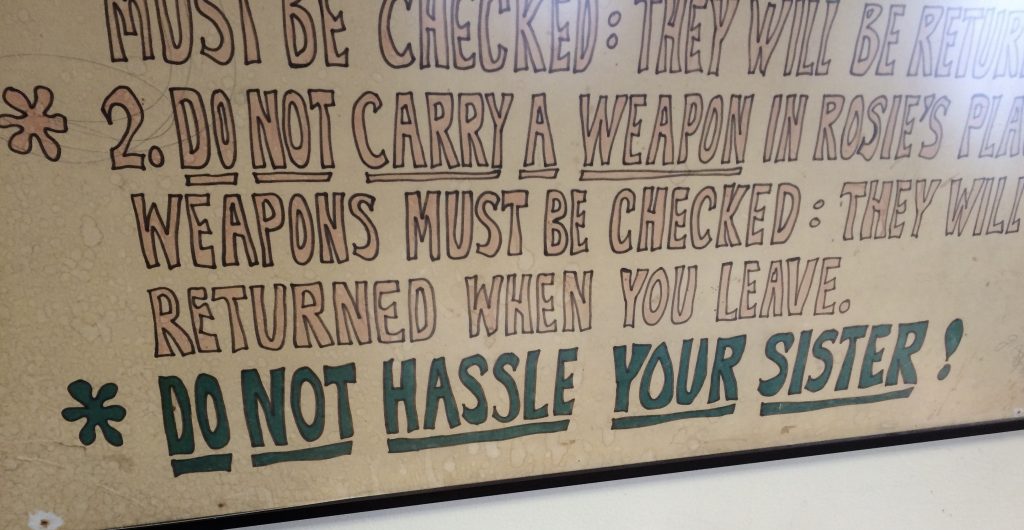 MUST BE CHECKED: THEY WILL BE
* 2. DO NOT CARRY A WEAPON IN ROSIE'S
WEAPONS MUST BE CHECKED: THEY WILL
RETURNED WHEN YOU LEAVE.
* DO NOT HASSLE YOUR SISTER!